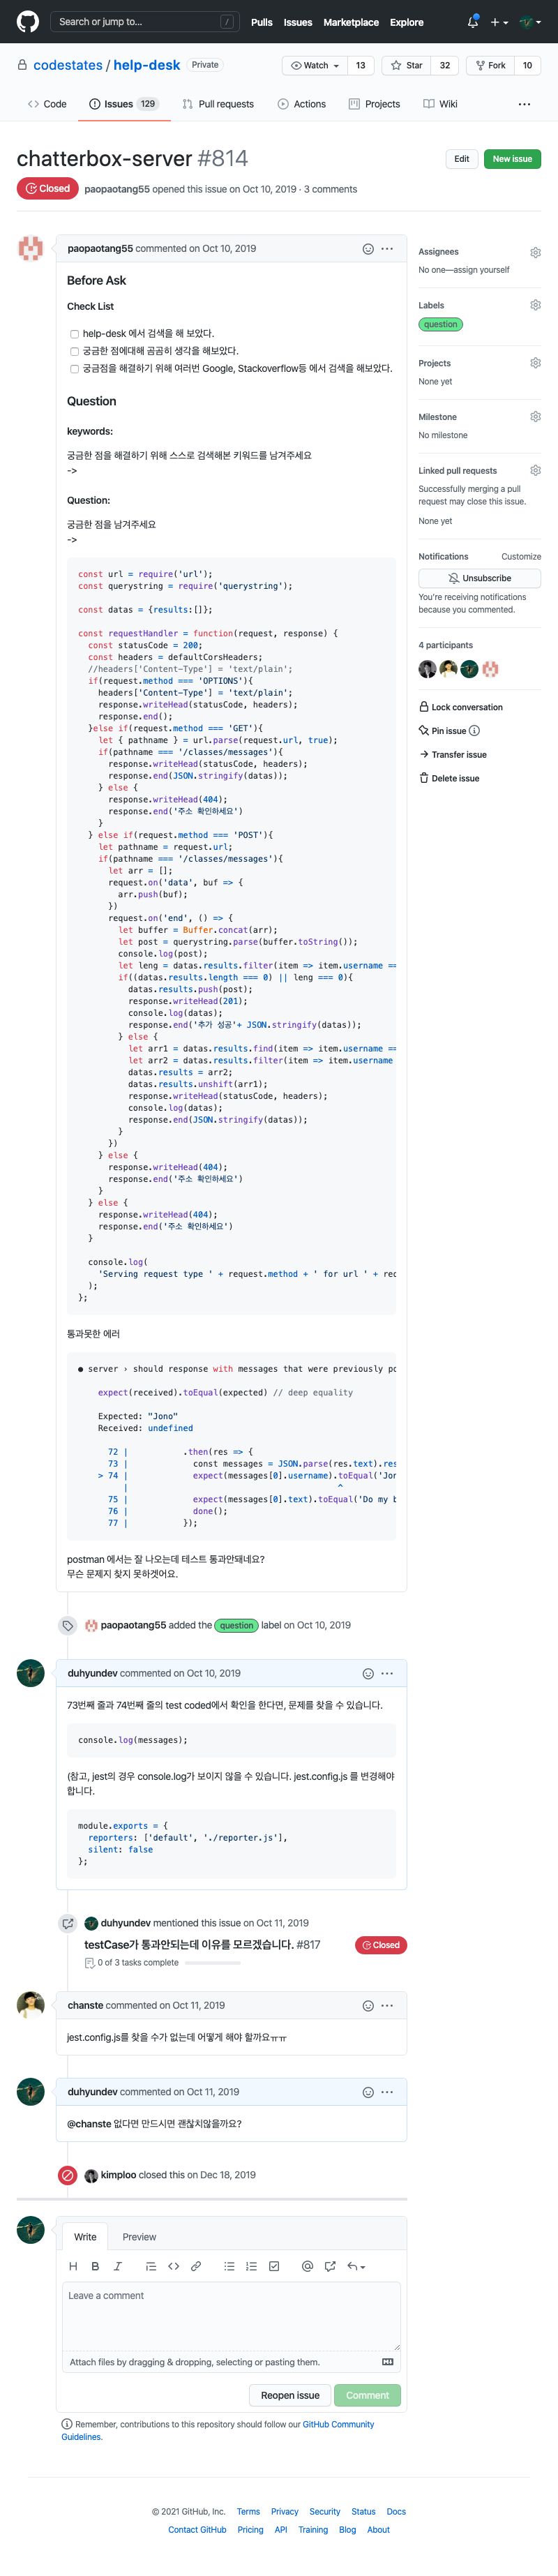 Search or jump to...
/
Pulls Issues Marketplace Explore
codestates / help-desk Private
Watch 13 Star 32 Fork 10
Code Issues 129 Pull requests Actions Projects Wiki ...
chatterbox-server #814
Edit New issue
Closed paopaotang55 opened this issue on Oct 10, 2019 · 3 comments
paopaotang55 commented on Oct 10, 2019
Before Ask
Check List
help-desk 에서 검색을 해 보았다.
궁금한 점에대해 곰곰히 생각을 해보았다.
궁금점을 해결하기 위해 여러번 Google, Stackoverflow등 에서 검색을 해보았다.
Question
keywords:
궁금한 점을 해결하기 위해 스스로 검색해본 키워드를 남겨주세요
->
Question:
궁금한 점을 남겨주세요
->
const url = require('url');
const querystring = require('querystring');
const datas = {results:[]};
const requestHandler = function(request, response) {
const statusCode = 200;
const headers = defaultCorsHeaders;
//headers['Content-Type'] = 'text/plain';
if(request.method === 'OPTIONS'){
headers['Content-Type'] = 'text/plain';
response.writeHead(statusCode, headers);
response.end();
}else if(request.method === 'GET'){
let { pathname } = url.parse(request.url, true);
if(pathname === '/classes/messages'){
response.writeHead(statusCode, headers);
response.end(JSON.stringify(datas));
} else {
response.writeHead(404);
response.end('주소 확인하세요')
}
} else if(request.method === 'POST'){
let pathname = request.url;
if(pathname === '/classes/messages'){
let arr = [];
request.on('data', buf => {
arr.push(buf);
})
request.on('end', () => {
let buffer = Buffer.concat(arr);
let post = querystring.parse(buffer.toString());
console.log(post);
let leng = datas.results.filter(item => item.username ==
if((datas.results.length === 0) || leng === 0){
datas.results.push(post);
response.writeHead(201);
console.log(datas);
response.end('추가 성공'+ JSON.stringify(datas));
} else {
let arr1 = datas.results.find(item => item.username ==
let arr2 = datas.results.filter(item => item.username
datas.results = arr2;
datas.results.unshift(arr1);
response.writeHead(statusCode, headers);
console.log(datas);
response.end(JSON.stringify(datas));
}
})
} else {
response.writeHead(404);
response.end('주소 확인하세요')
}
} else {
response.writeHead(404);
response.end('주소 확인하세요')
}
console.log(
'Serving request type ' + request.method + ' for url ' + rec
);
};
통과못한 에러
● server › should response with messages that were previously po
expect(received).toEqual(expected) // deep equality
Expected: "Jono"
Received: undefined
72 | .then(res => {
73 | const messages = JSON.parse(res.text).res
> 74 | expect(messages[0].username).toEqual('Jon
| ^
75 | expect(messages[0].text).toEqual('Do my b
76 | done();
77 | });
postman 에서는 잘 나오는데 테스트 통과안돼네요?
무슨 문제지 찾지 못하겟어요.
paopaotang55 added the question label on Oct 10, 2019
duhyundev commented on Oct 10, 2019
73번째 줄과 74번째 줄의 test coded에서 확인을 한다면, 문제를 찾을 수 있습니다.
console.log(messages);
(참고, jest의 경우 console.log가 보이지 않을 수 있습니다. jest.config.js 를 변경해야
합니다.
module.exports = {
reporters: ['default', './reporter.js'],
silent: false
};
duhyundev mentioned this issue on Oct 11, 2019
testCase가 통과안되는데 이유를 모르겠습니다. #817
Closed
0 of 3 tasks complete
chanste commented on Oct 11, 2019
jest.config.js를 찾을 수가 없는데 어떻게 해야 할까요ㅠㅠ
duhyundev commented on Oct 11, 2019
@chanste 없다면 만드시면 괜찮치않을까요?
kimploo closed this on Dec 18, 2019
Write Preview
Leave a comment
Attach files by dragging & dropping, selecting or pasting them.
Reopen issue Comment
Remember, contributions to this repository should follow our GitHub Community
Guidelines.
Assignees
No one—assign yourself
Labels
question
Projects
None yet
Milestone
No milestone
Linked pull requests
Successfully merging a pull
request may close this issue.
None yet
Notifications Customize
Unsubscribe
You're receiving notifications
because you commented.
4 participants
Lock conversation
Pin issue
Transfer issue
Delete issue
© 2021 GitHub, Inc. Terms Privacy Security Status Docs
Contact GitHub Pricing API Training Blog About